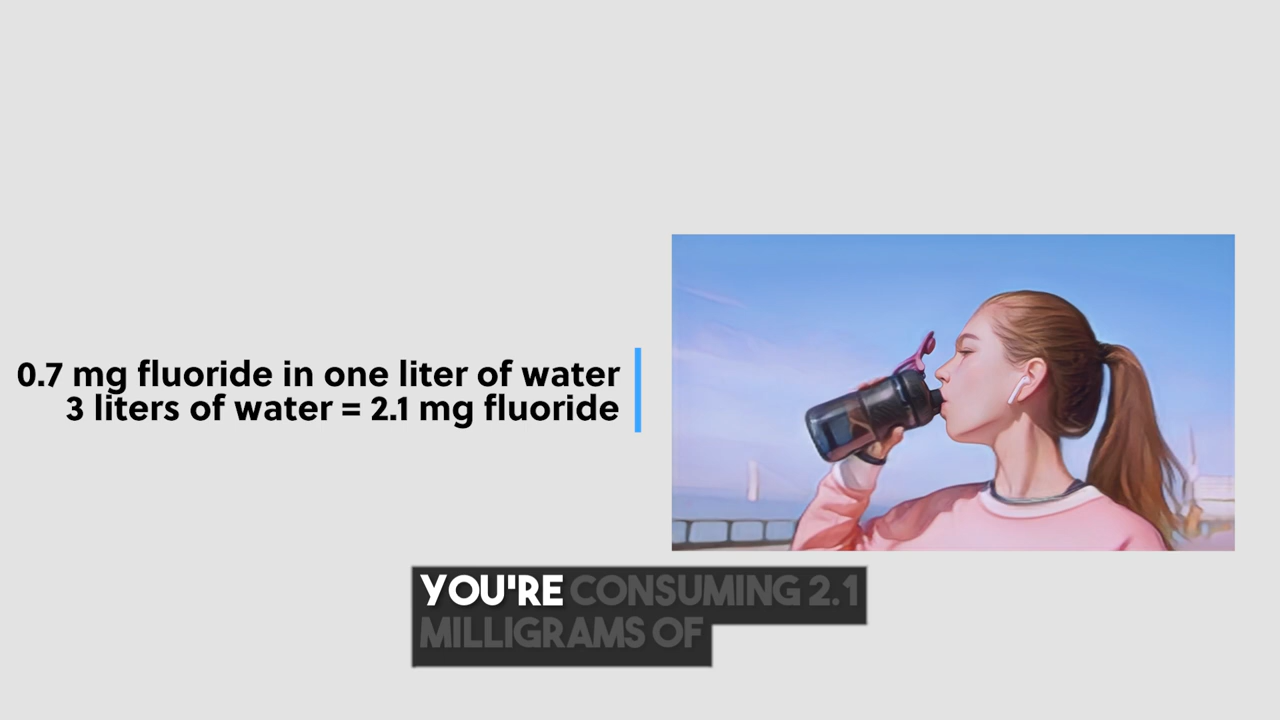 0.7 mg fluoride in one liter of water
3 liters of water = 2.1 mg fluoride
YOU'RE CONSUMING 2.1
MILLIGRAMS OF